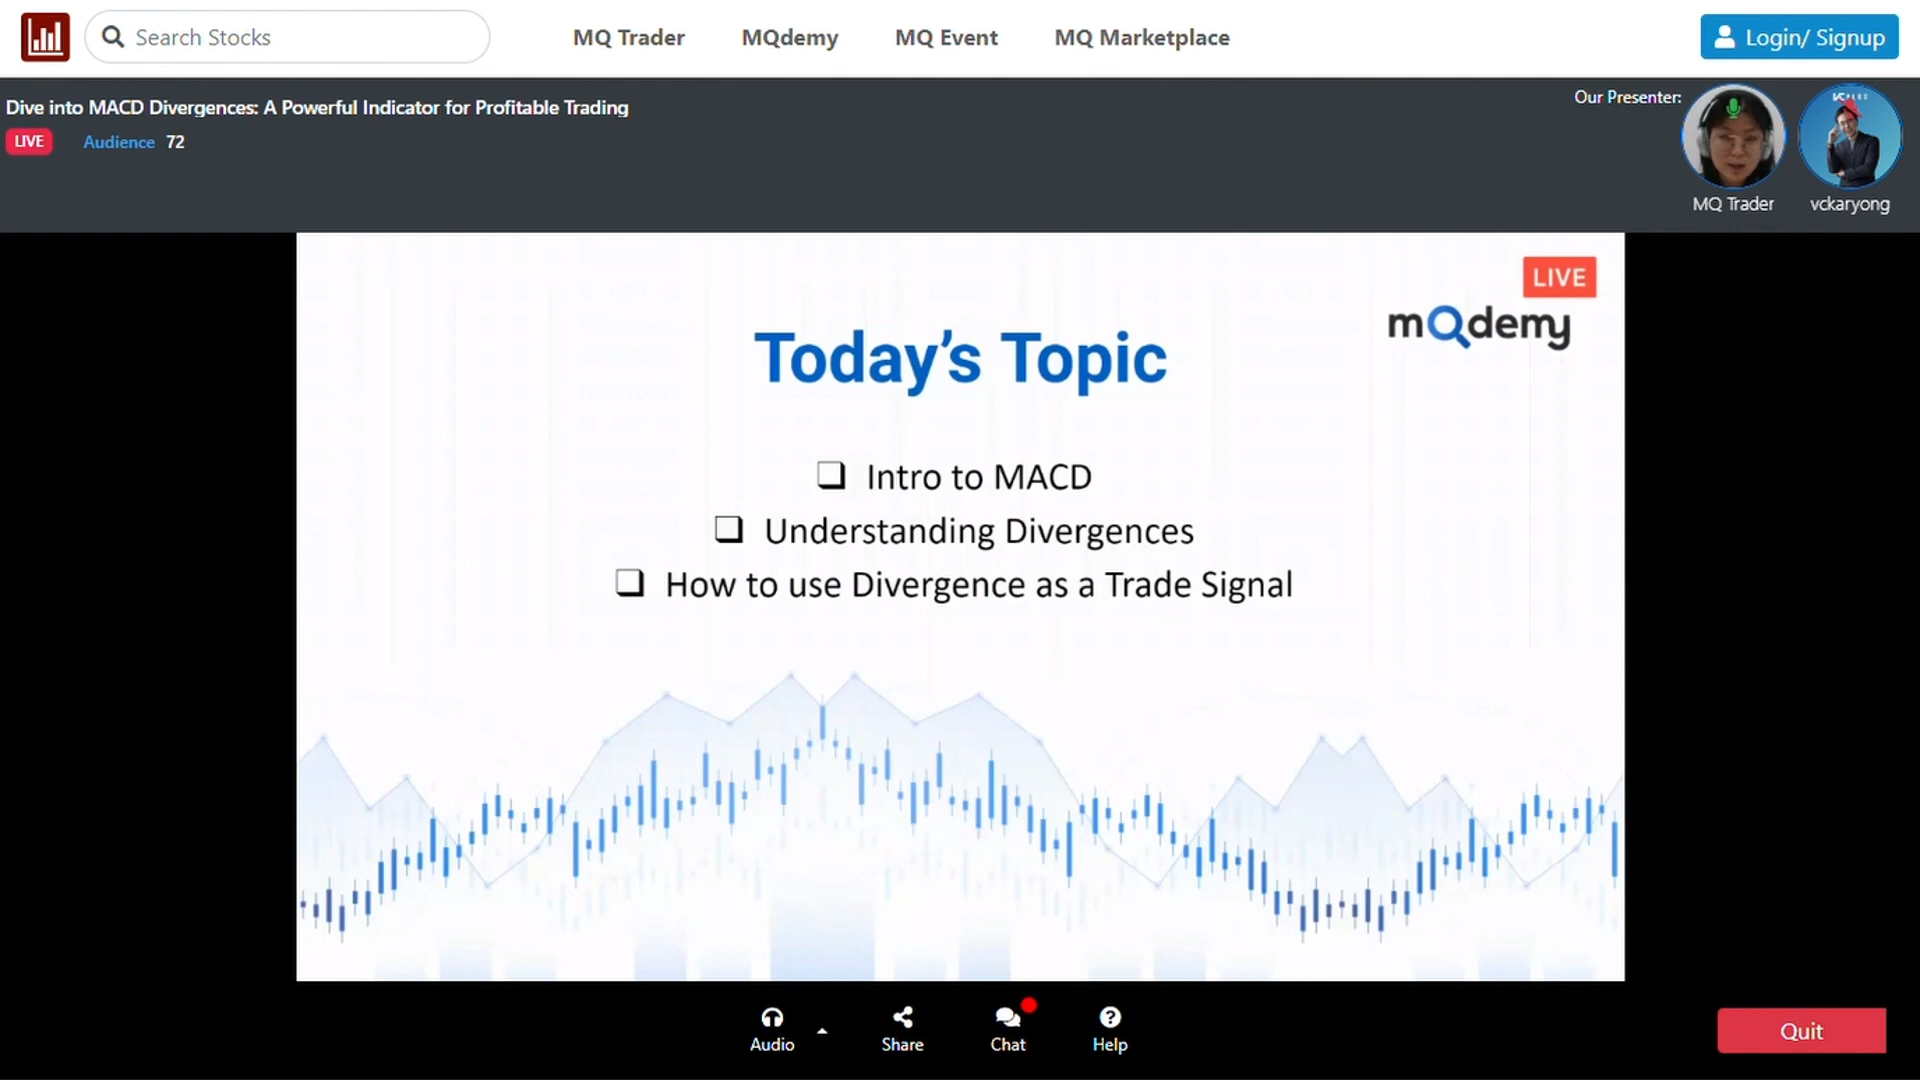 Search Stocks
MQ Trader
MQdemy
MQ Event
MQ Marketplace
Login/ Signup
Dive into MACD Divergences: A Powerful Indicator for Profitable Trading
Our Presenter:
LIVE
Audience 72
VC PLUS
MQ Trader
vckaryong
LIVE
mQdemy
Today’s Topic
❑ Intro to MACD
❑ Understanding Divergences
❑ How to use Divergence as a Trade Signal
Audio
Share
Chat
Help
Quit